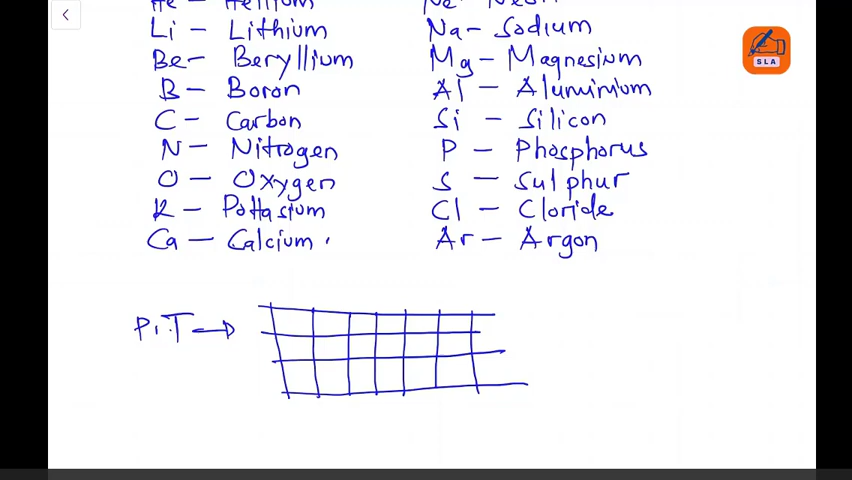 Li - Lithium
Be - Beryllium
B - Boron
C - Carbon
N - Nitrogen
O - Oxygen
K - Pottasium
Ca - Calcium
Na - Sodium
Mg - Magnesium
Al - Aluminium
Si - Silicon
P - Phosphorus
S - Sulphur
Cl - Cloride
Ar - Argon
P.T →
SLA